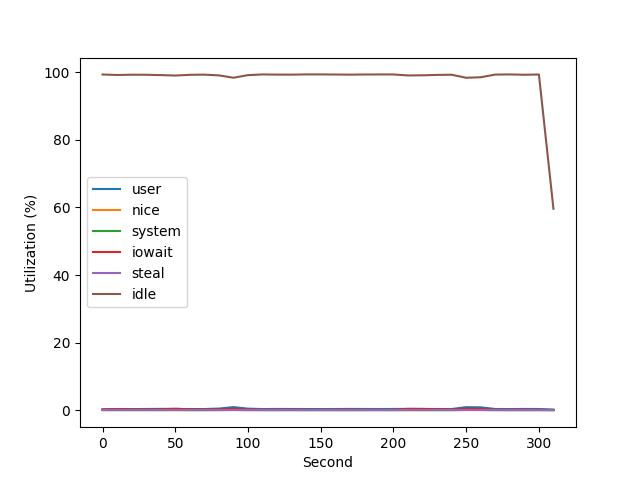 100
80
60
40
20
0
Utilization (%)
user
nice
system
iowait
steal
idle
0 50 100 150 200 250 300
Second